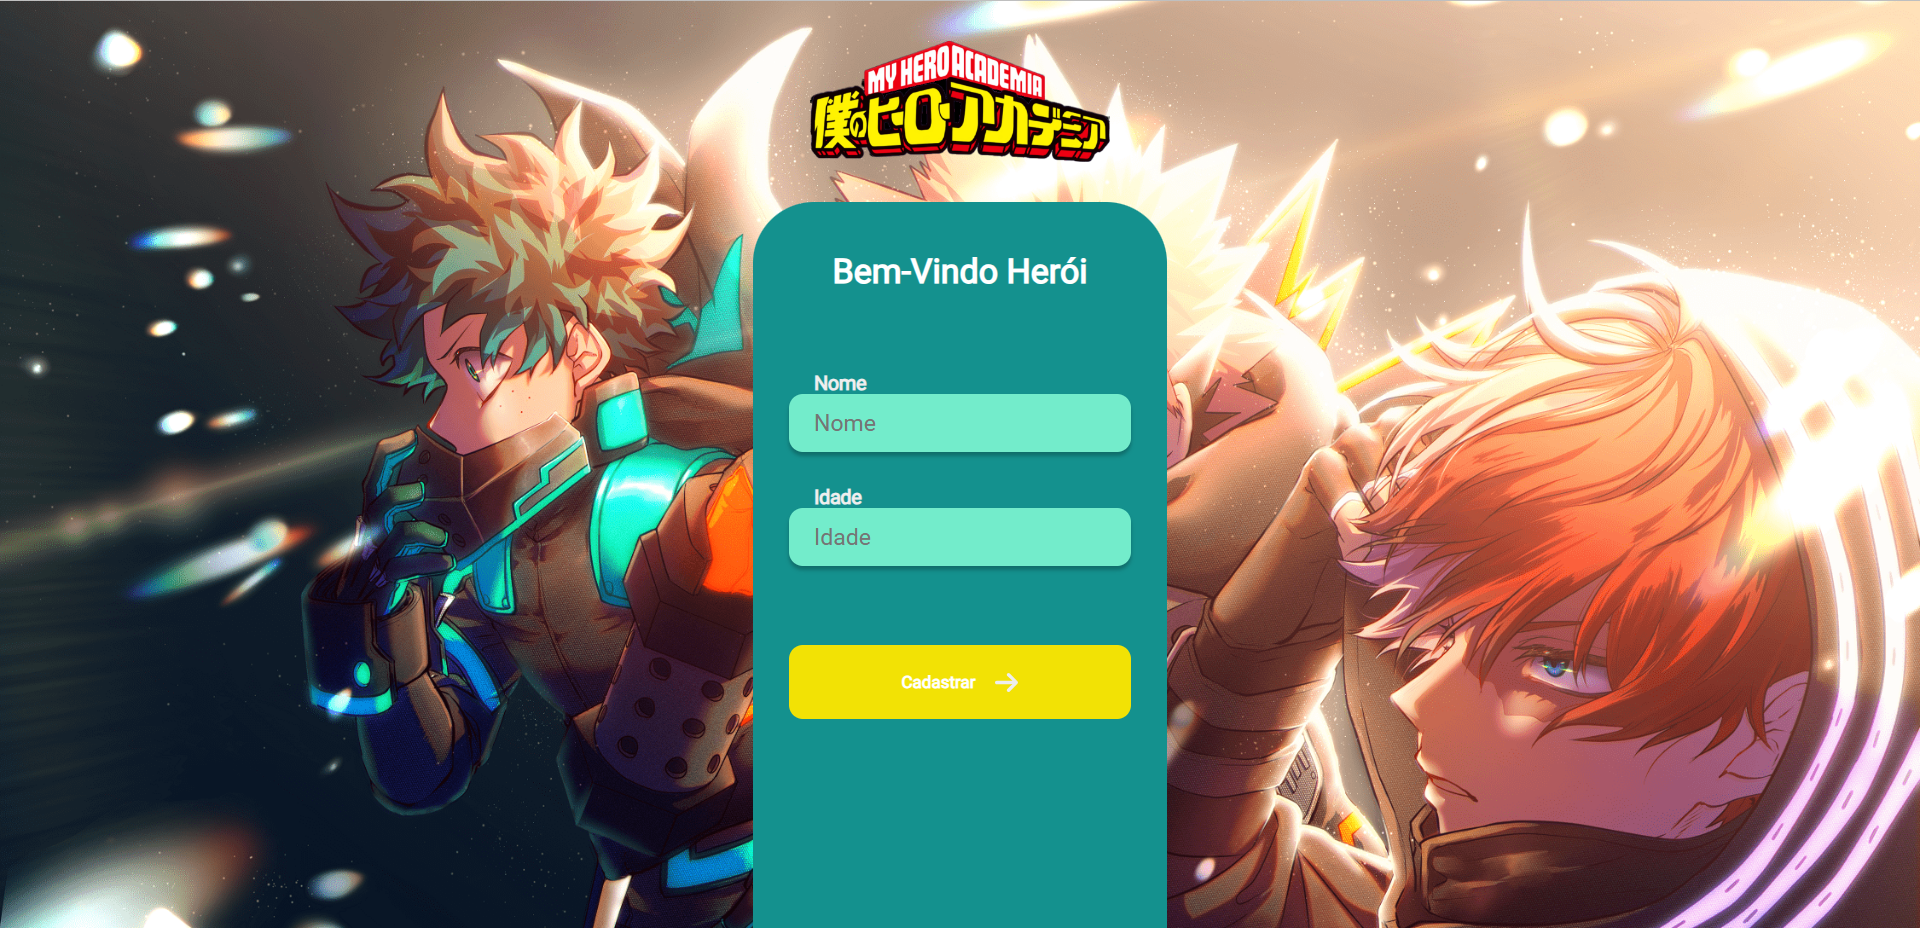 MY HERO ACADEMIA
僕のヒーローアカデミア
Bem-Vindo Herói
Nome
Nome
Idade
Idade
Cadastrar